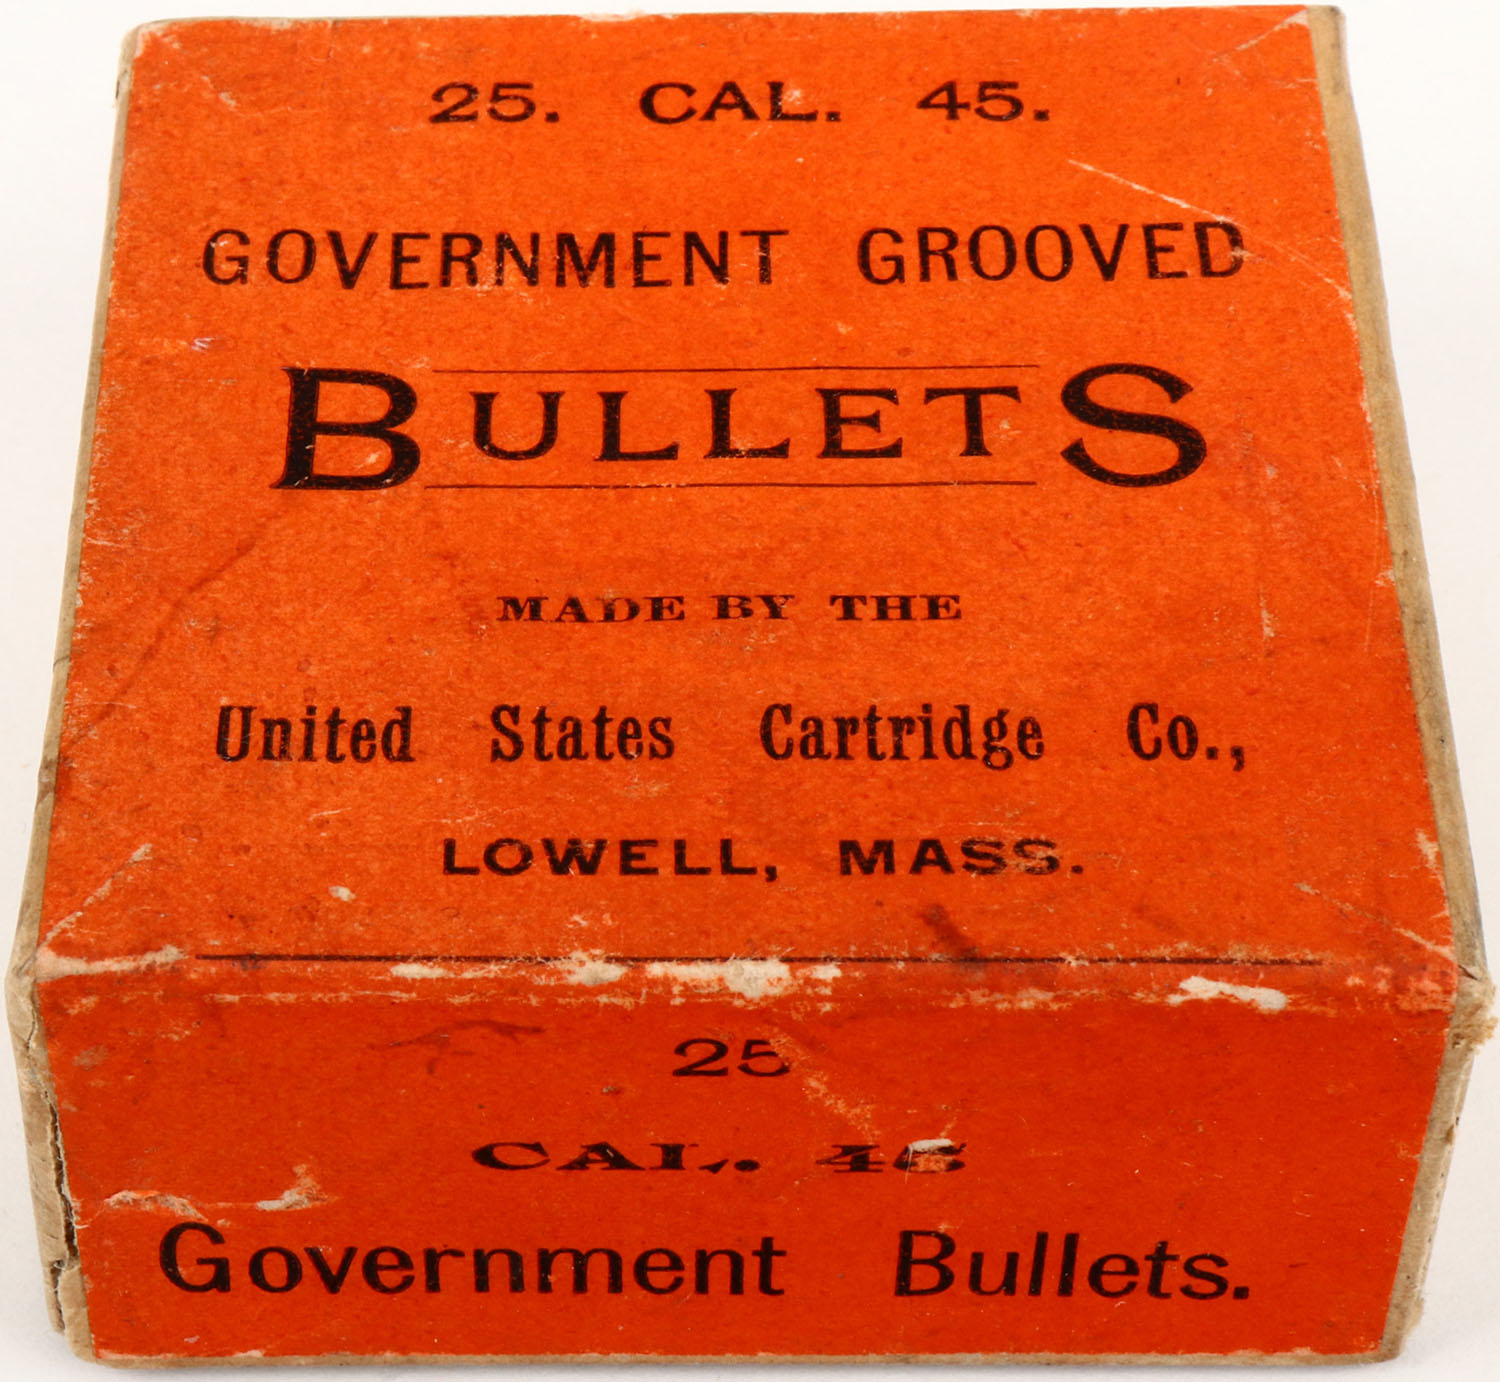 25. CAL. 45.
GOVERNMENT GROOVED
BULLETS
MADE BY THE
United States Cartridge Co.,
LOWELL, MASS.
25
CAL. 45
Government Bullets.